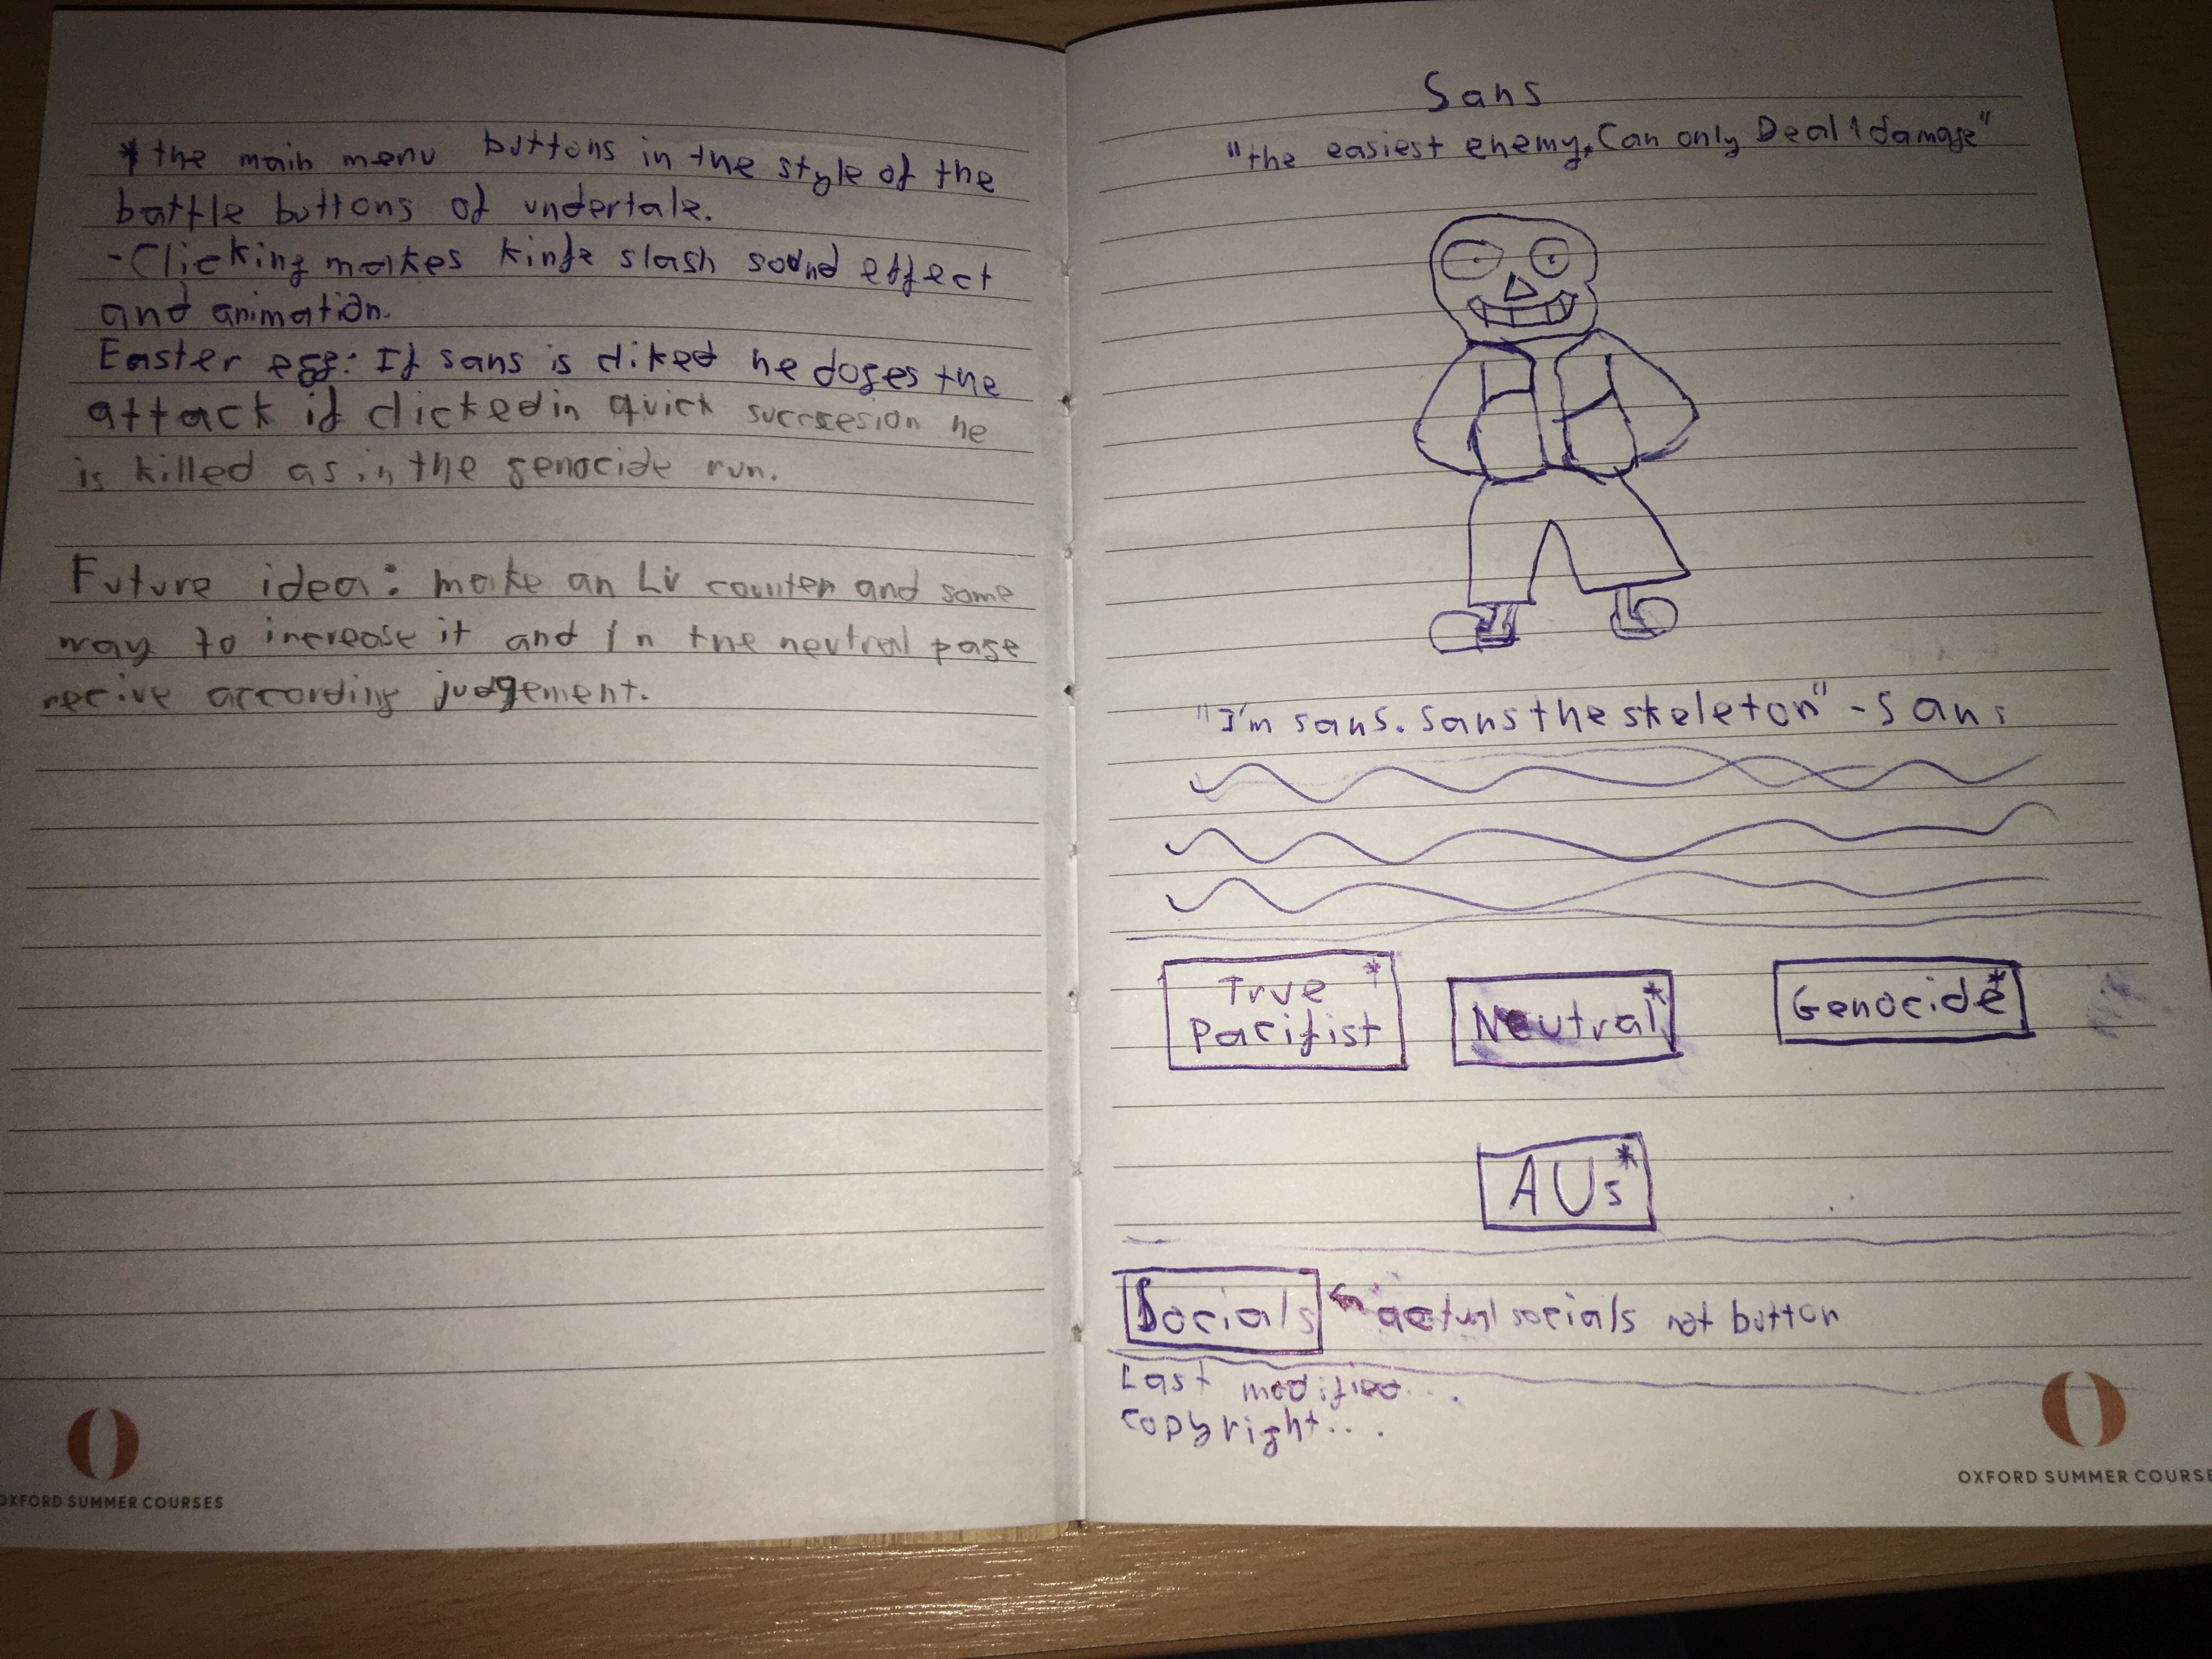 * the main menu buttons in the style of the
battle buttons of undertale.
- Clicking makes kinfe slash sound effect
and animation.
Easter egg: If sans is cliked he doges the
attack if clicked in quick succsesion he
is killed as in the genocide run.
Future idea: make an Lv counter and some
way to increase it and in the neutral page
recive according judgement.
OXFORD SUMMER COURSES
Sans
"the easiest enemy, Can only Deal 1 damage"
"I'm sans. sans the skeleton" - sans
True *
Pacifist
Neutral*
Genocide*
AUs*
Socials ← actual socials not button
Last modified...
copyright...
OXFORD SUMMER COURSE